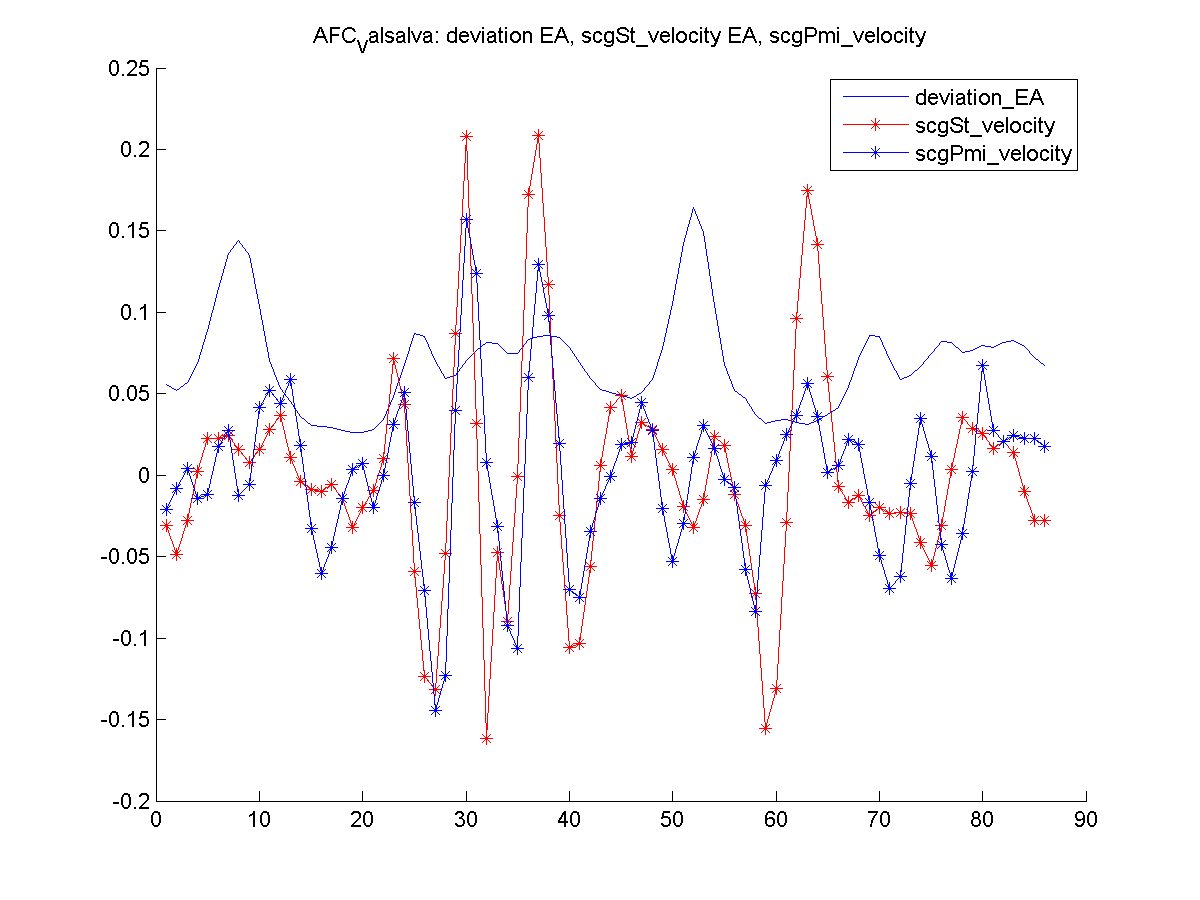 AFCValsalva: deviation EA, scgSt_velocity EA, scgPmi_velocity
0.25
deviation_EA
scgSt_velocity
scgPmi_velocity
0.2
0.15
0.1
0.05
0
-0.05
-0.1
-0.15
-0.2
0 10 20 30 40 50 60 70 80 90